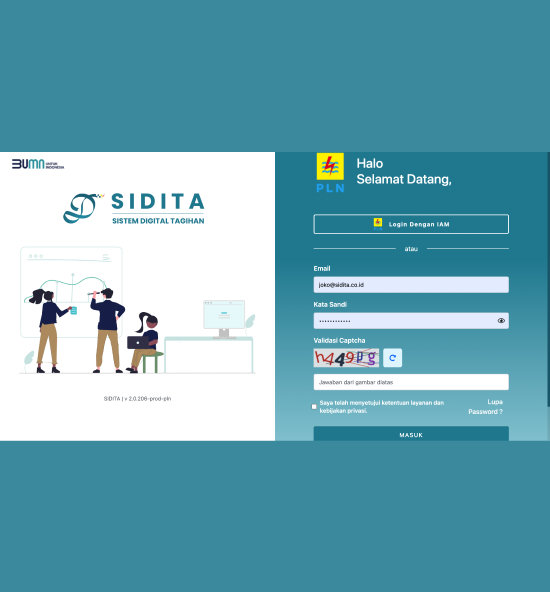 BUMN UNTUK INDONESIA
SIDITA
SISTEM DIGITAL TAGIHAN
SIDITA | v 2.0.206-prod-pln
PLN
Halo
Selamat Datang,
Login Dengan IAM
atau
Email
joko@sidita.co.id
Kata Sandi
Validasi Captcha
Jawaban dari gambar diatas
Saya telah menyetujui ketentuan layanan dan
kebijakan privasi.
Lupa
Password ?
MASUK